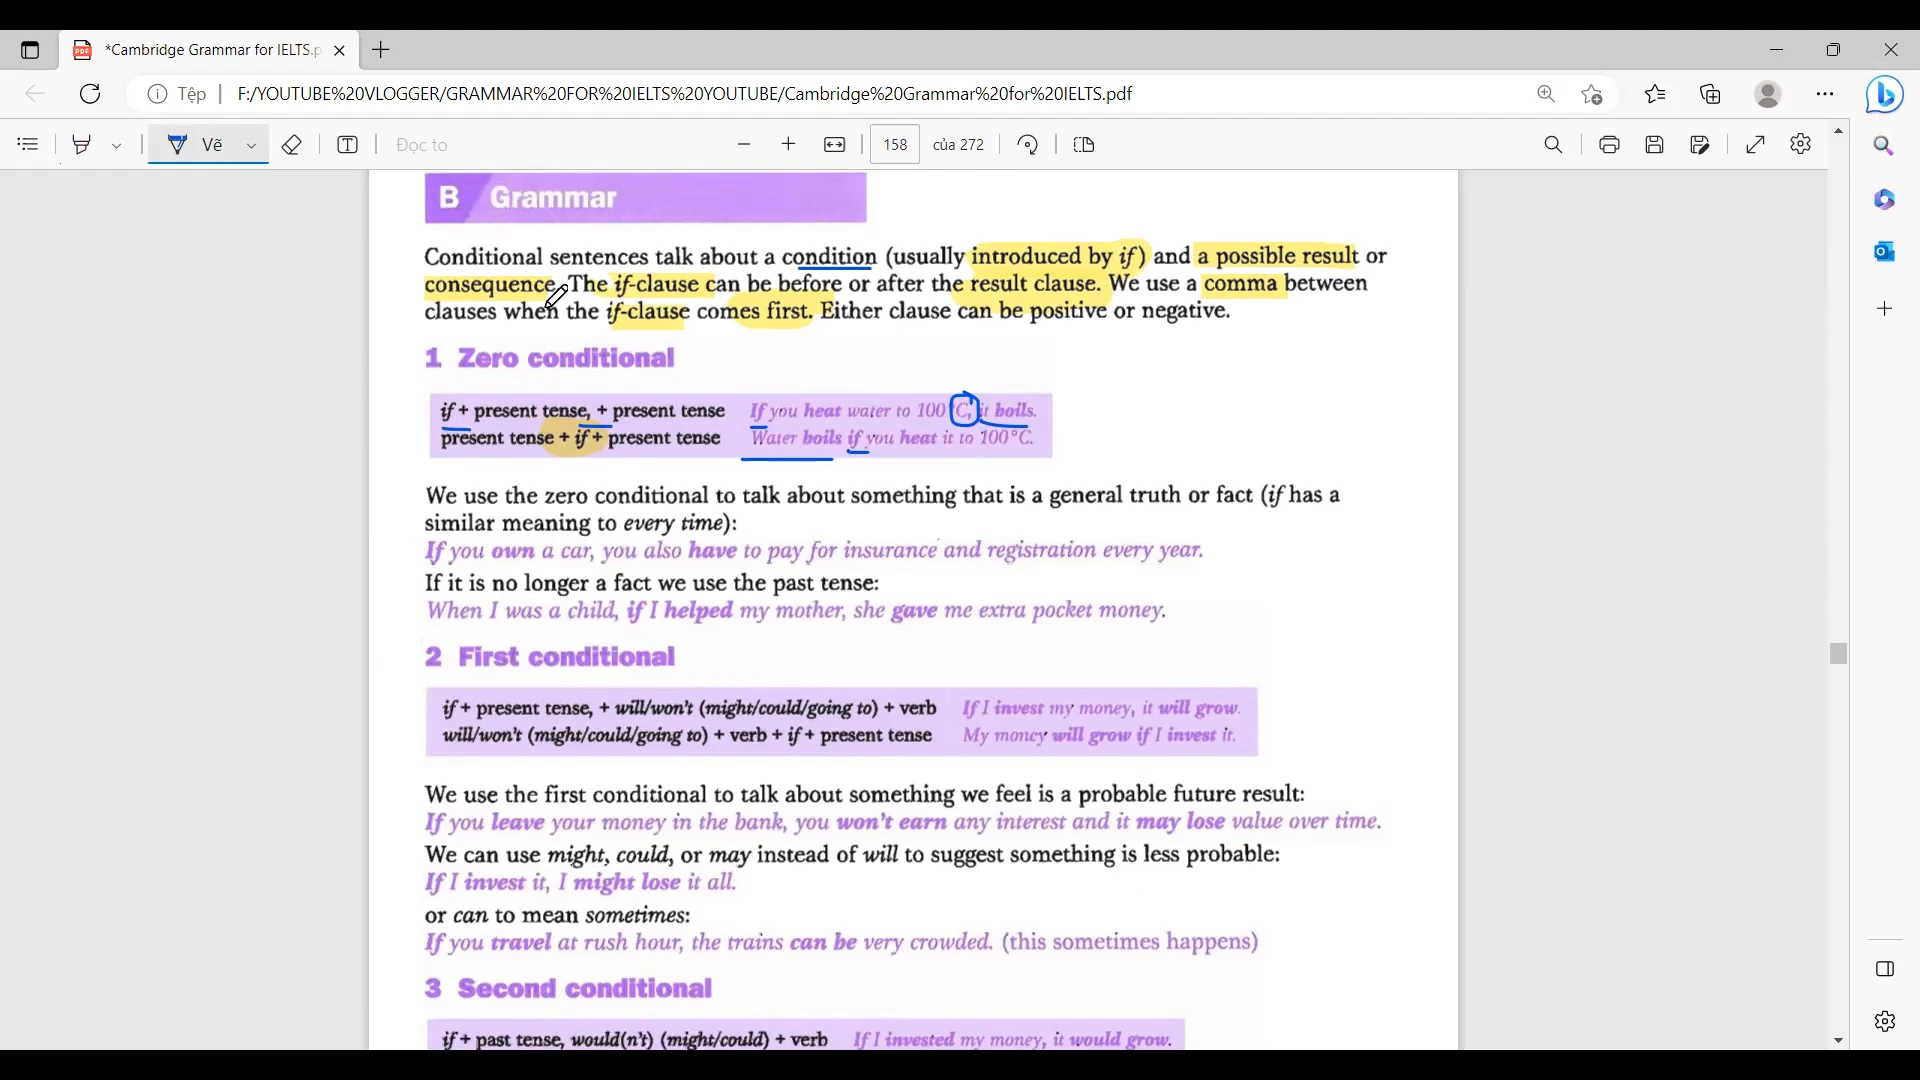 *Cambridge Grammar for IELTS.p
Tệp
F:/YOUTUBE%20VLOGGER/GRAMMAR%20FOR%20IELTS%20YOUTUBE/Cambridge%20Grammar%20for%20IELTS.pdf
Vẽ
Đọc to
158 của 272
B Grammar
Conditional sentences talk about a condition (usually introduced by if) and a possible result or
consequence. The if-clause can be before or after the result clause. We use a comma between
clauses when the if-clause comes first. Either clause can be positive or negative.
1 Zero conditional
if + present tense, + present tense If you heat water to 100°C, it boils.
present tense + if + present tense Water boils if you heat it to 100°C.
We use the zero conditional to talk about something that is a general truth or fact (if has a
similar meaning to every time):
If you own a car, you also have to pay for insurance and registration every year.
If it is no longer a fact we use the past tense:
When I was a child, if I helped my mother, she gave me extra pocket money.
2 First conditional
if + present tense, + will/won't (might/could/going to) + verb If I invest my money, it will grow.
will/won't (might/could/going to) + verb + if + present tense My money will grow if I invest it.
We use the first conditional to talk about something we feel is a probable future result:
If you leave your money in the bank, you won't earn any interest and it may lose value over time.
We can use might, could, or may instead of will to suggest something is less probable:
If I invest it, I might lose it all.
or can to mean sometimes:
If you travel at rush hour, the trains can be very crowded. (this sometimes happens)
3 Second conditional
if + past tense, would(n't) (might/could) + verb If I invested my money, it would grow.